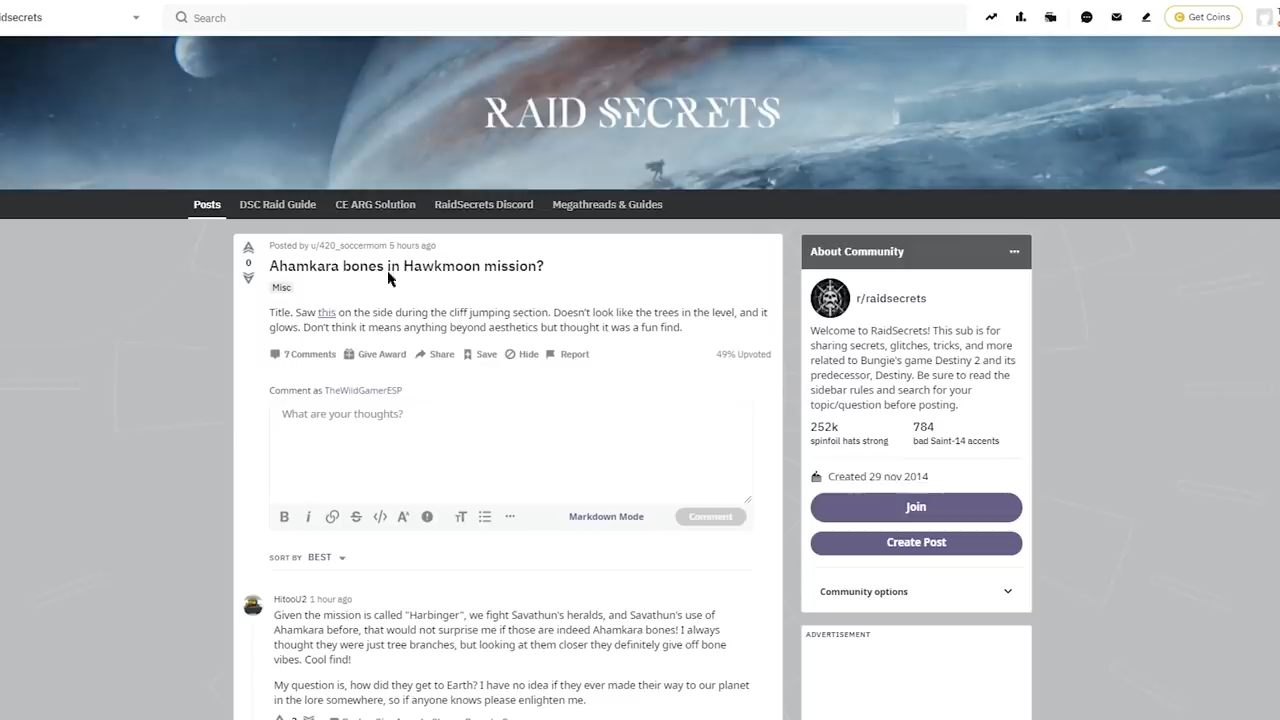 idsecrets
Search
Get Coins
RAID SECRETS
Posts
DSC Raid Guide
CE ARG Solution
RaidSecrets Discord
Megathreads & Guides
Posted by u/420_soccermom 5 hours ago
0
Ahamkara bones in Hawkmoon mission?
Misc
Title. Saw this on the side during the cliff jumping section. Doesn't look like the trees in the level, and it
glows. Don't think it means anything beyond aesthetics but thought it was a fun find.
7 Comments
Give Award
Share
Save
Hide
Report
49% Upvoted
Comment as TheWildGamerESP
What are your thoughts?
Markdown Mode
Comment
SORT BY BEST
HitooU2 1 hour ago
Given the mission is called "Harbinger", we fight Savathun's heralds, and Savathun's use of
Ahamkara before, that would not surprise me if those are indeed Ahamkara bones! I always
thought they were just tree branches, but looking at them closer they definitely give off bone
vibes. Cool find!
My question is, how did they get to Earth? I have no idea if they ever made their way to our planet
in the lore somewhere, so if anyone knows please enlighten me.
About Community
r/raidsecrets
Welcome to RaidSecrets! This sub is for
sharing secrets, glitches, tricks, and more
related to Bungie's game Destiny 2 and its
predecessor, Destiny. Be sure to read the
sidebar rules and search for your
topic/question before posting.
252k
784
spinfoil hats strong
bad Saint-14 accents
Created 29 nov 2014
Join
Create Post
Community options
ADVERTISEMENT